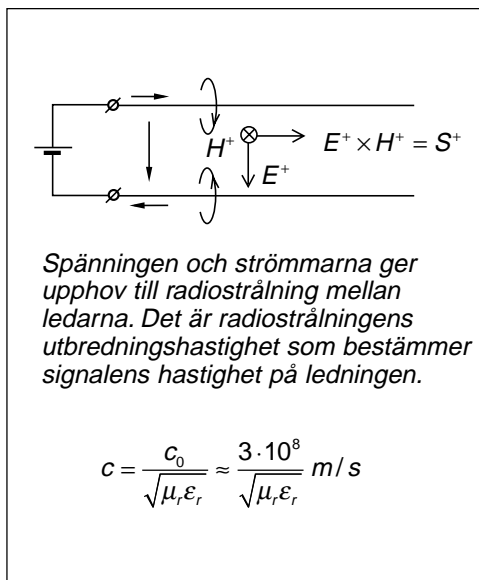 H⁺ E⁺ × H⁺ = S⁺
E⁺
Spänningen och strömmarna ger
upphov till radiostrålning mellan
ledarna. Det är radiostrålningens
utbredningshastighet som bestämmer
signalens hastighet på ledningen.
c = c₀ / √(μᵣεᵣ) ≈ 3·10⁸ / √(μᵣεᵣ) m/s